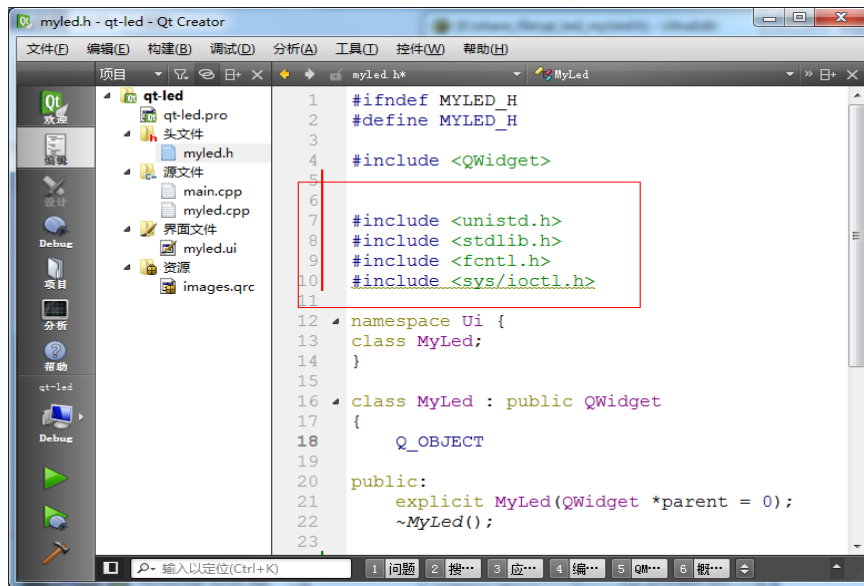 myled.h - qt-led - Qt Creator
文件(F) 编辑(E) 构建(B) 调试(D) 分析(A) 工具(T) 控件(W) 帮助(H)
项目 myled.h* MyLed
Qt
欢迎
编辑
设计
Debug
项目
分析
帮助
qt-led
Debug
qt-led
qt-led.pro
头文件
myled.h
源文件
main.cpp
myled.cpp
界面文件
myled.ui
资源
images.qrc
1 #ifndef MYLED_H
2 #define MYLED_H
3
4 #include <QWidget>
5
6
7 #include <unistd.h>
8 #include <stdlib.h>
9 #include <fcntl.h>
10 #include <sys/ioctl.h>
11
12 namespace Ui {
13 class MyLed;
14 }
15
16 class MyLed : public QWidget
17 {
18 Q_OBJECT
19
20 public:
21 explicit MyLed(QWidget *parent = 0);
22 ~MyLed();
23
输入以定位(Ctrl+K) 1 问题 2 搜… 3 应… 4 编… 5 QM… 6 概…